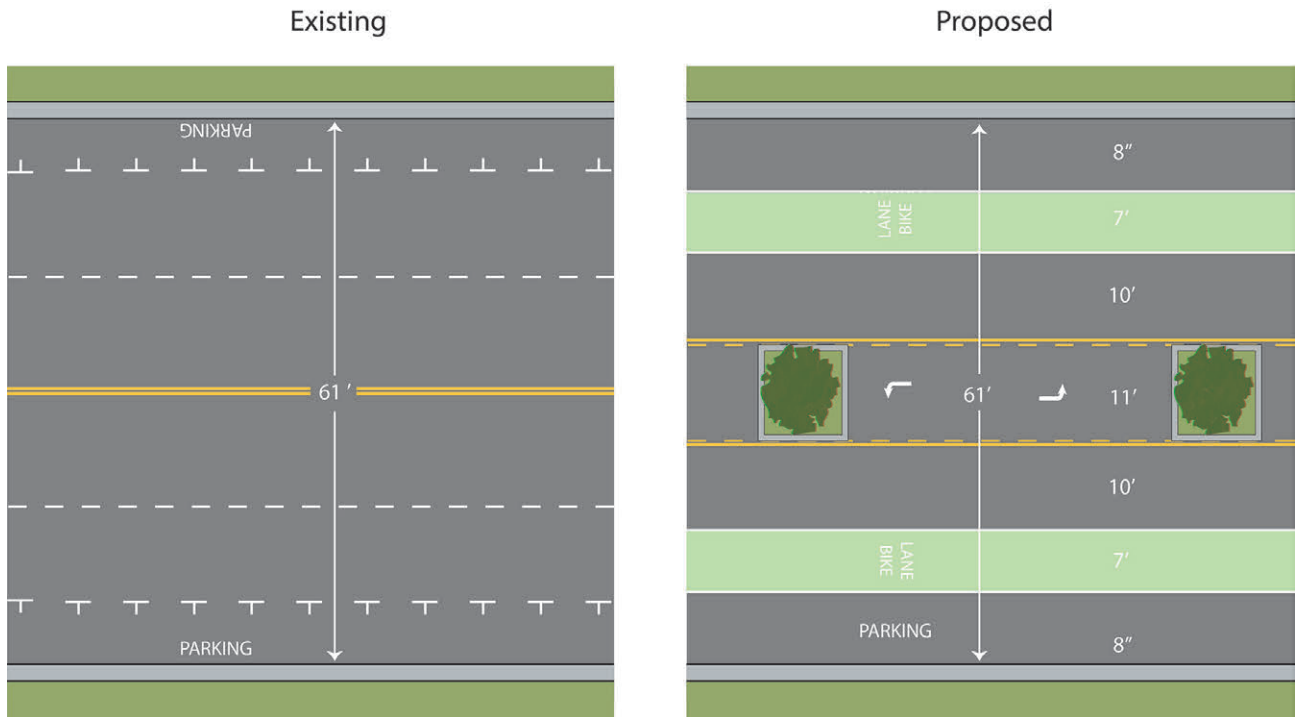 Existing
PARKING
61 ’
PARKING
Proposed
8”
LANE
BIKE
7’
10’
61’
11’
10’
LANE
BIKE
7’
PARKING
8”